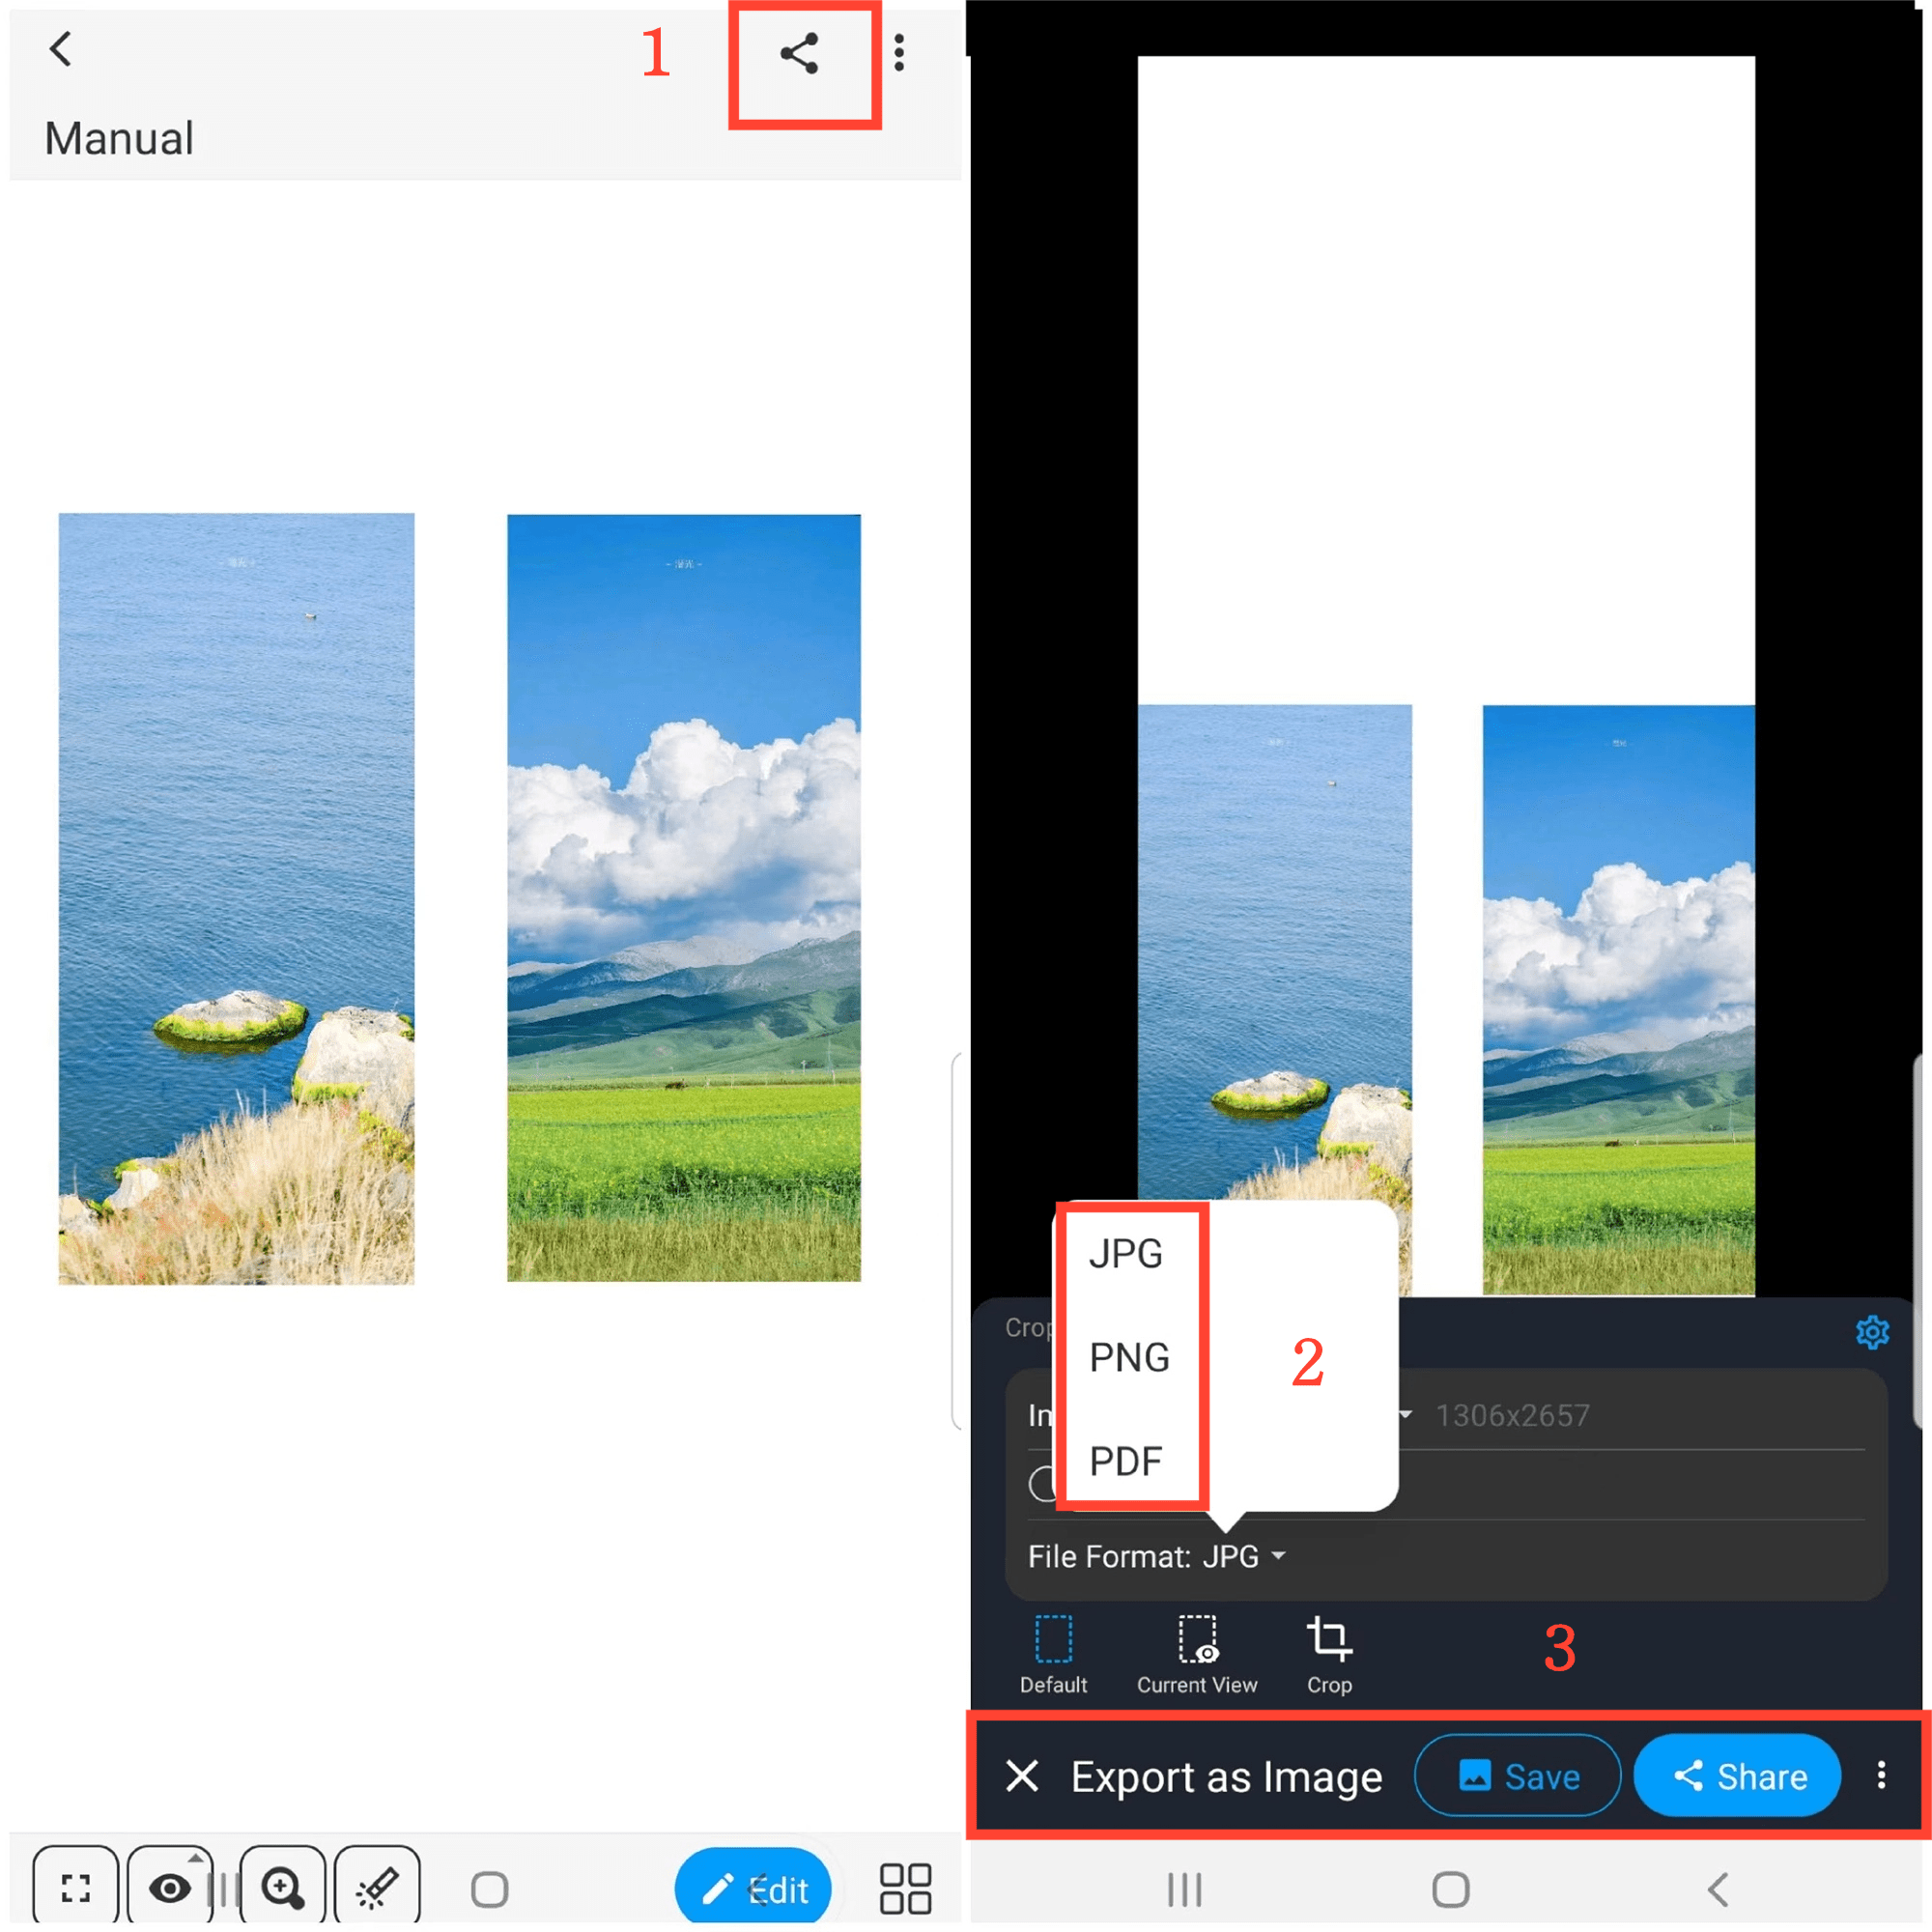 1
Manual
Edit
JPG
PNG
PDF
2
Crop
1306x2657
File Format: JPG
3
Default
Current View
Crop
Export as Image
Save
Share